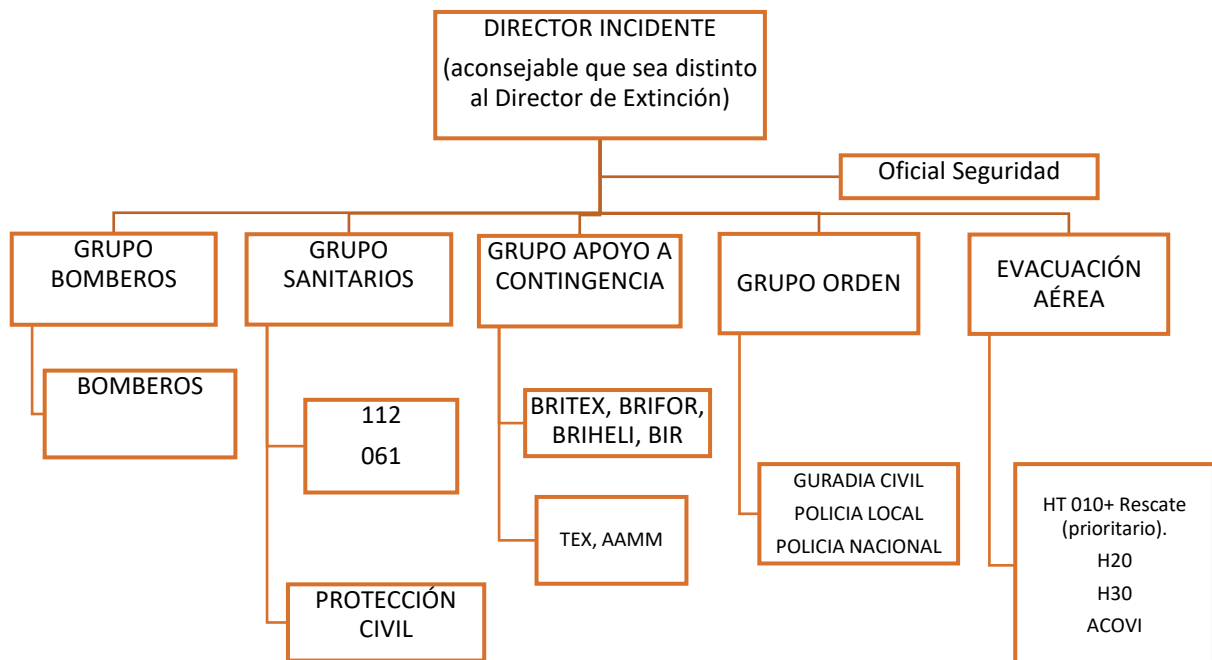 DIRECTOR INCIDENTE
(aconsejable que sea distinto
al Director de Extinción)
Oficial Seguridad
GRUPO
BOMBEROS
GRUPO
SANITARIOS
GRUPO APOYO A
CONTINGENCIA
GRUPO ORDEN
EVACUACIÓN
AÉREA
BOMBEROS
112
061
PROTECCIÓN
CIVIL
BRITEX, BRIFOR,
BRIHELI, BIR
TEX, AAMM
GURADIA CIVIL
POLICIA LOCAL
POLICIA NACIONAL
HT 010+ Rescate
(prioritario).
H20
H30
ACOVI